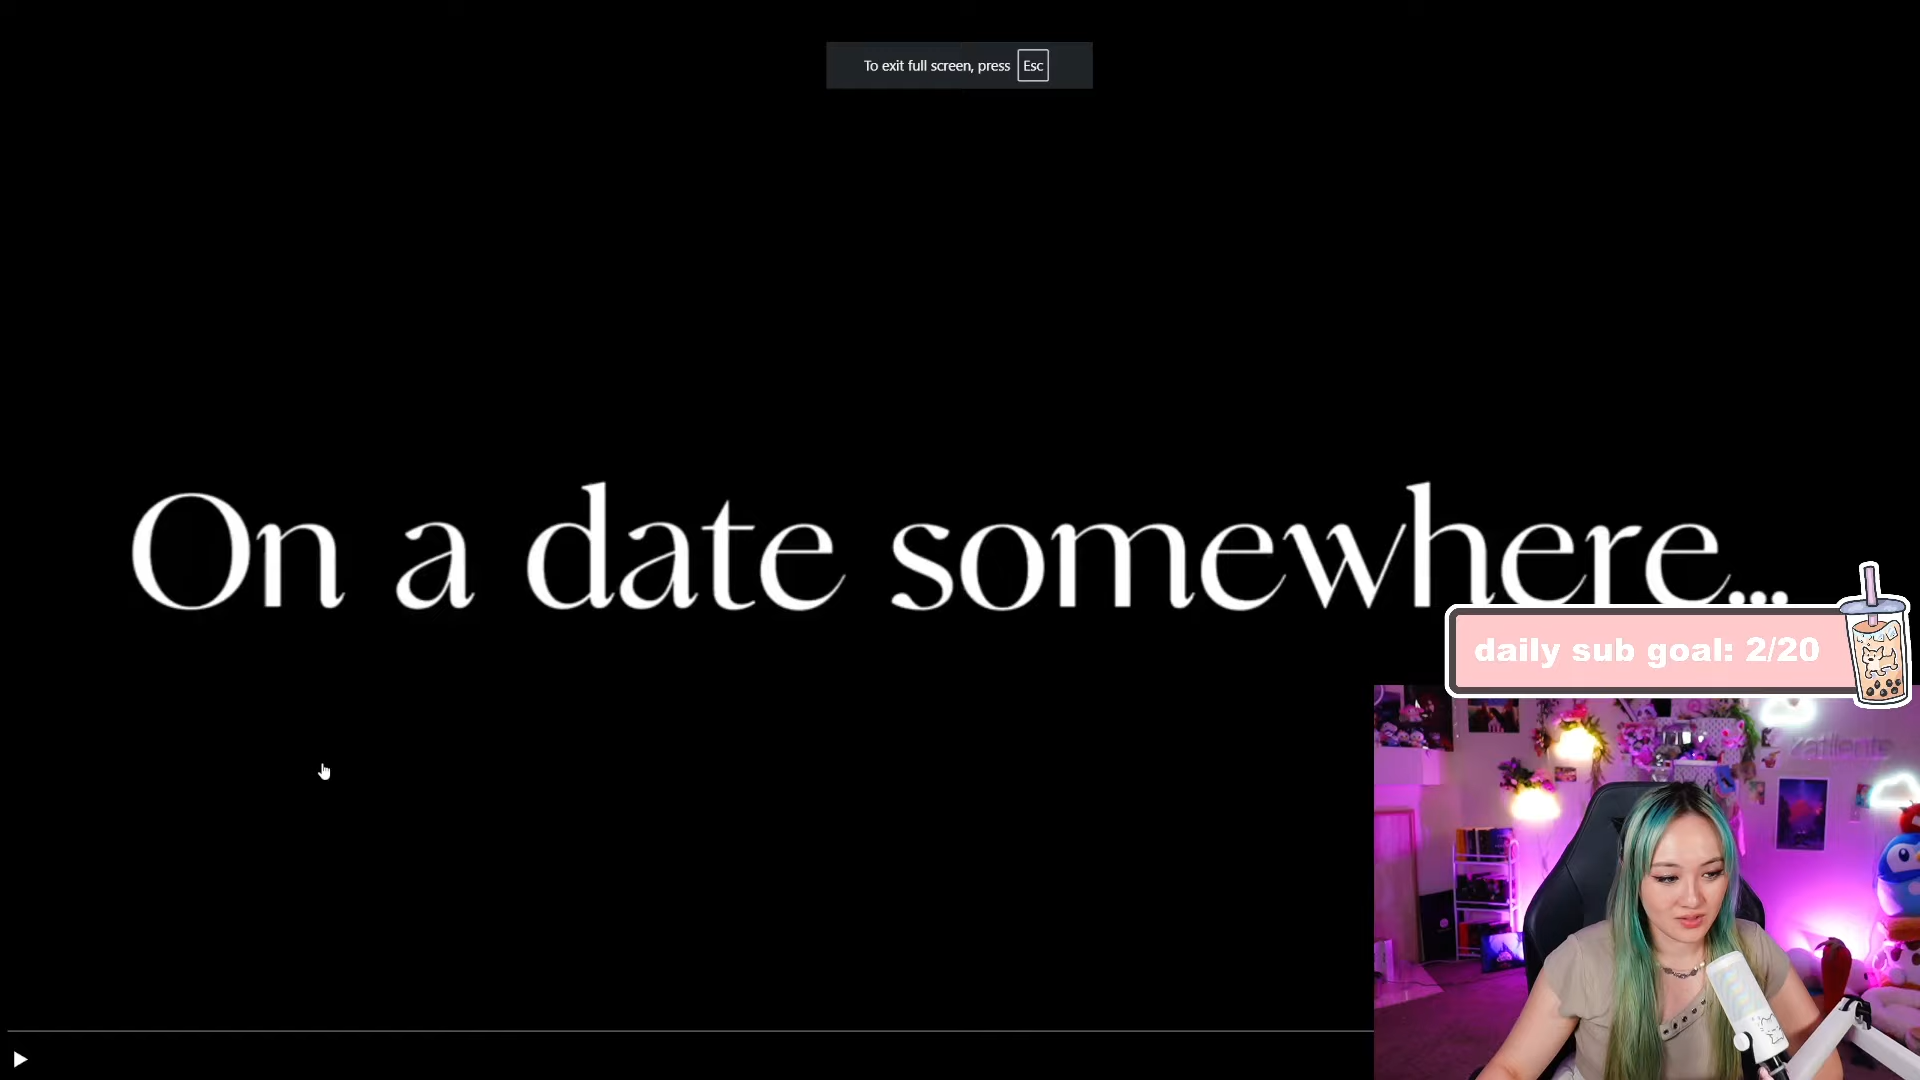 To exit full screen, press Esc
On a date somewhere...
daily sub goal: 2/20